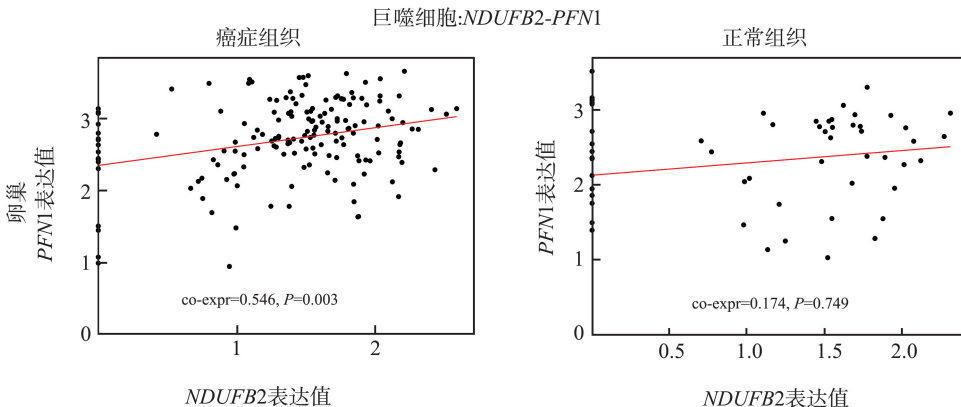 巨噬细胞:NDUFB2-PFN1
癌症组织
卵巢
PFN1表达值
3
2
1
0
co-expr=0.546, P=0.003
1
2
NDUFB2表达值
正常组织
PFN1表达值
3
2
1
0
co-expr=0.174, P=0.749
0.5
1.0
1.5
2.0
NDUFB2表达值